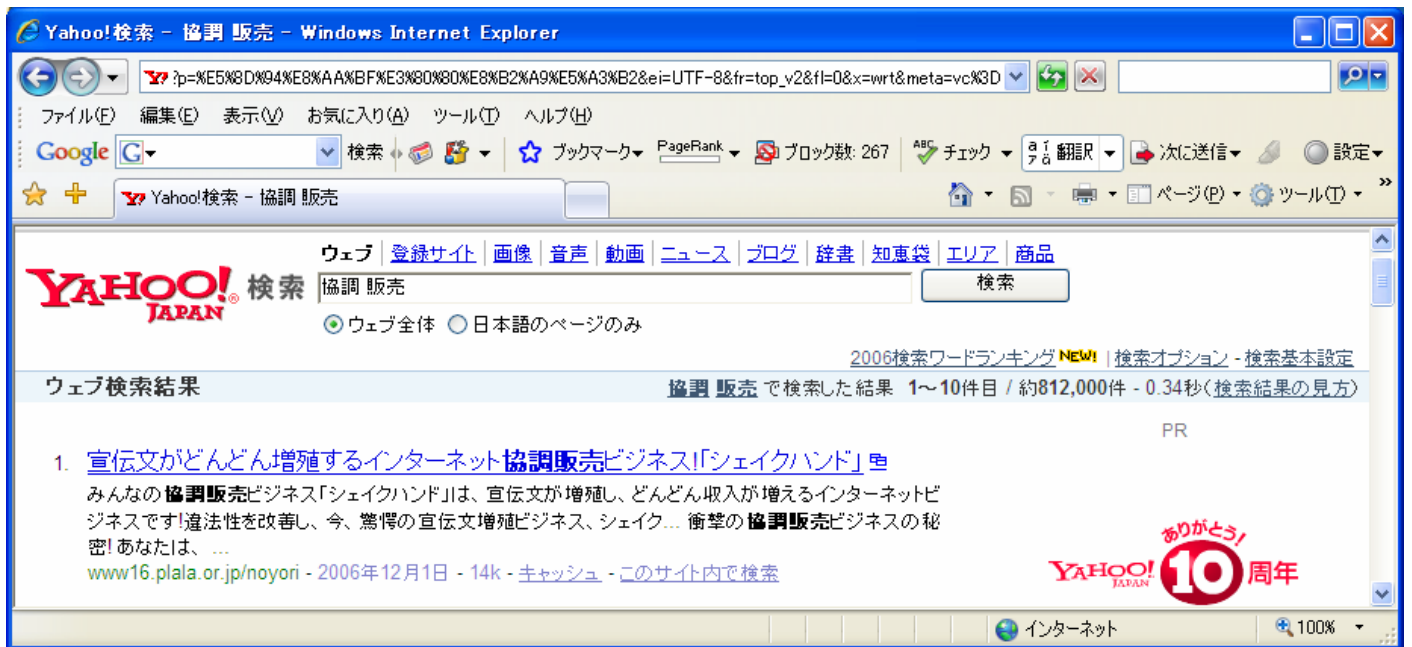 Yahoo!検索 - 協調 販売 - Windows Internet Explorer
?p=%E5%8D%94%E8%AA%BF%E3%80%80%E8%B2%A9%E5%A3%B2&ei=UTF-8&fr=top_v2&fl=0&x=wrt&meta=vc%3D
ファイル(F) 編集(E) 表示(V) お気に入り(A) ツール(T) ヘルプ(H)
Google G 検索 ブックマーク PageRank ブロック数: 267 ABC チェック 翻訳 次に送信 設定
Yahoo!検索 - 協調 販売 ページ(P) ツール(T) »
ウェブ | 登録サイト | 画像 | 音声 | 動画 | ニュース | ブログ | 辞書 | 知恵袋 | エリア | 商品
YAHOO! JAPAN 検索 協調 販売 検索
ウェブ全体 日本語のページのみ
2006検索ワードランキング NEW! | 検索オプション - 検索基本設定
ウェブ検索結果 協調 販売 で検索した結果 1~10件目 / 約812,000件 - 0.34秒(検索結果の見方)
PR
1. 宣伝文がどんどん増殖するインターネット協調販売ビジネス!「シェイクハンド」
みんなの協調販売ビジネス「シェイクハンド」は、宣伝文が増殖し、どんどん収入が増えるインターネットビ
ジネスです!違法性を改善し、今、驚愕の宣伝文増殖ビジネス、シェイク... 衝撃の協調販売ビジネスの秘
密! あなたは、 ...
www16.plala.or.jp/noyori - 2006年12月1日 - 14k - キャッシュ - このサイト内で検索
ありがとう!
YAHOO! JAPAN 10周年
インターネット 100%